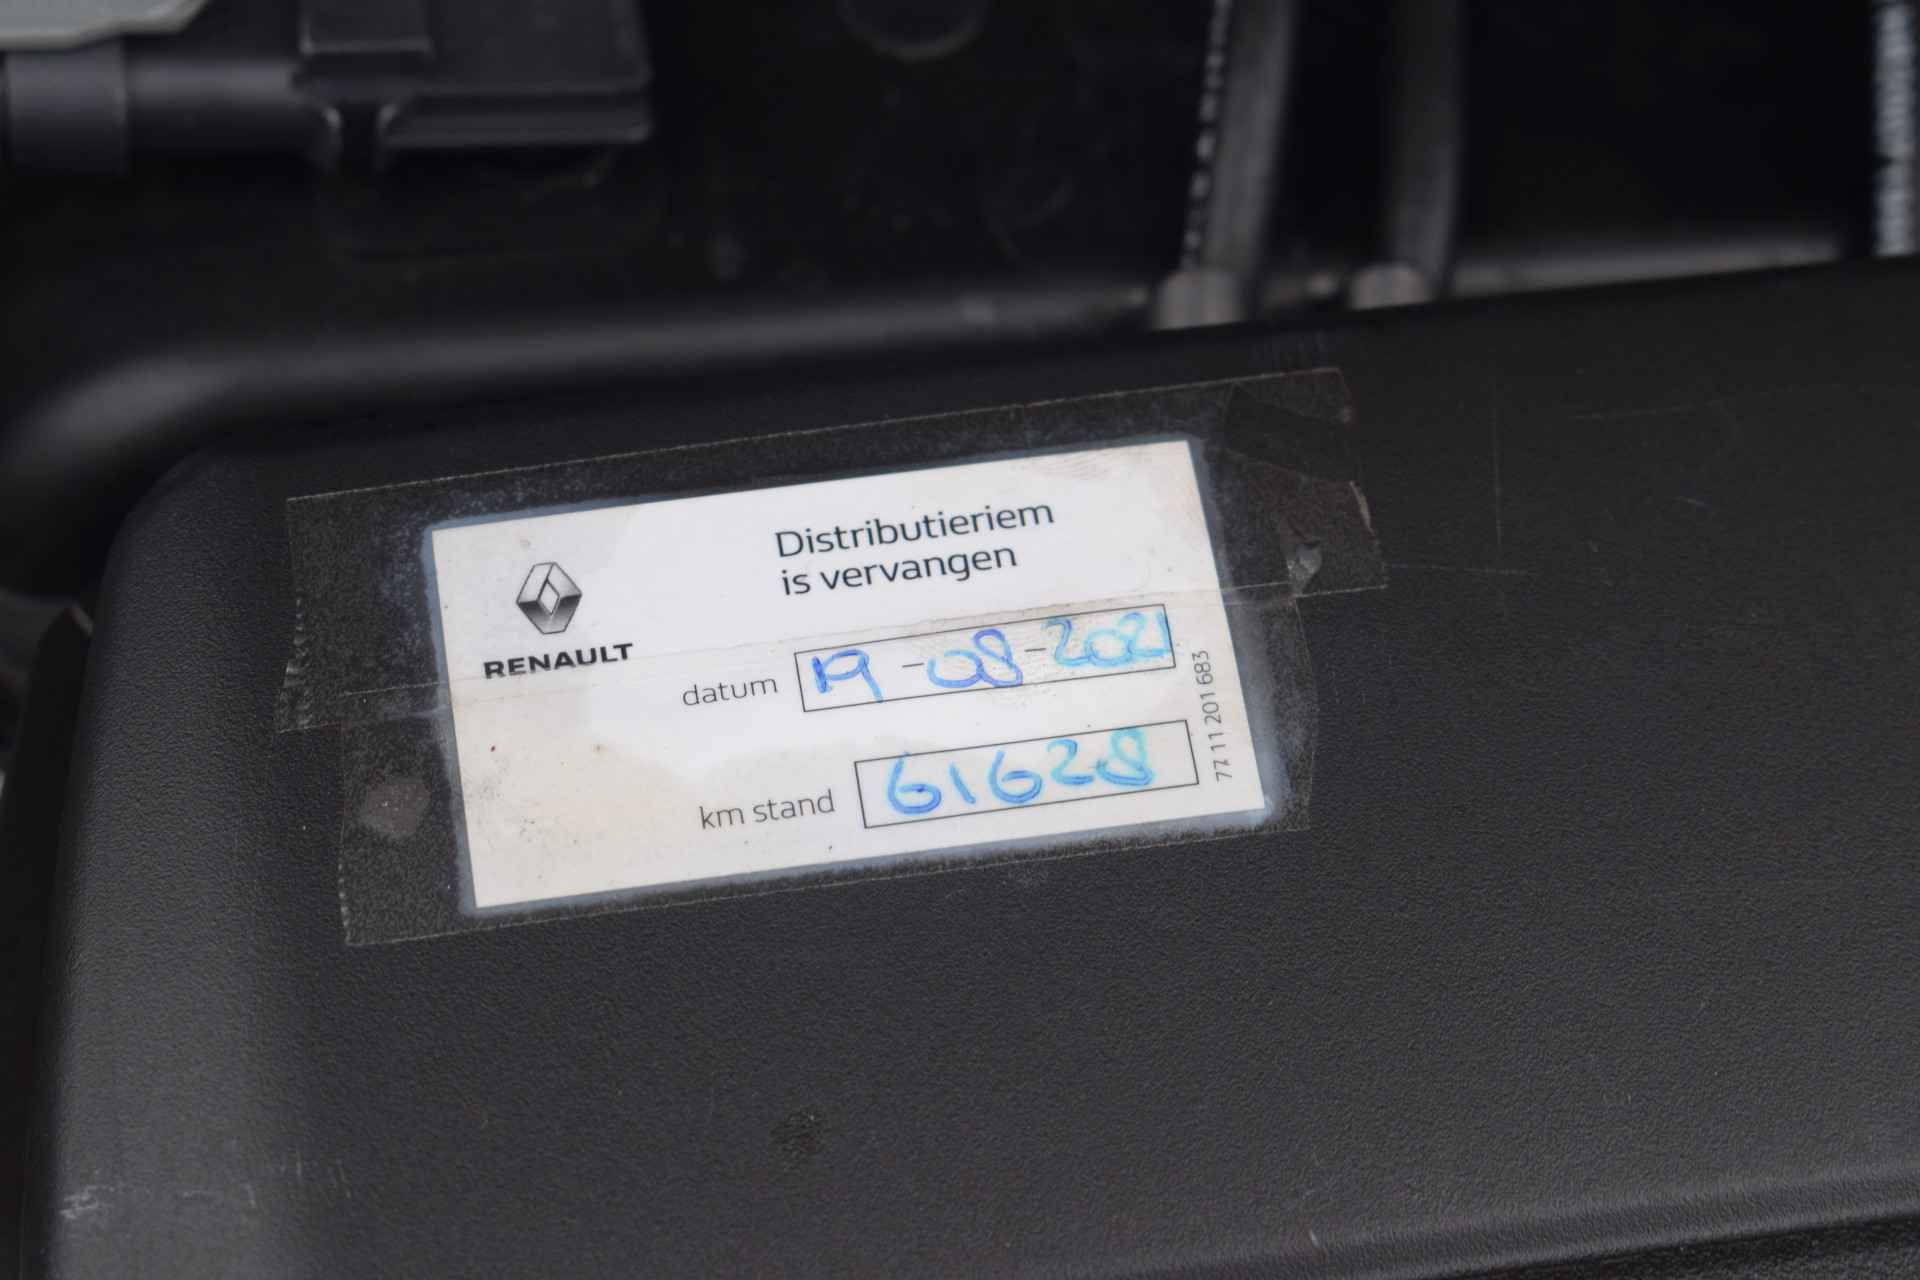 Distributieriem
is vervangen
RENAULT
datum 19-08-2021
km stand 61628
77 11 201 683